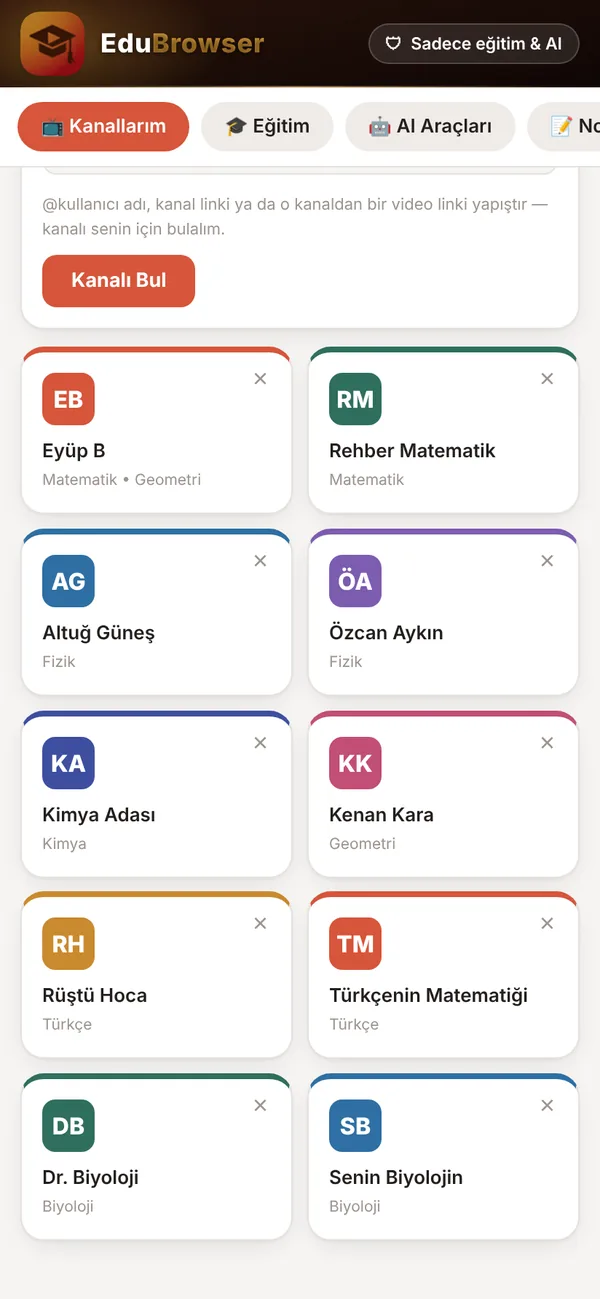 EduBrowser
Sadece eğitim & AI
Kanallarım
Eğitim
AI Araçları
No
@kullanıcı adı, kanal linki ya da o kanaldan bir video linki yapıştır —
kanalı senin için bulalım.
Kanalı Bul
EB
Eyüp B
Matematik • Geometri
RM
Rehber Matematik
Matematik
AG
Altuğ Güneş
Fizik
ÖA
Özcan Aykın
Fizik
KA
Kimya Adası
Kimya
KK
Kenan Kara
Geometri
RH
Rüştü Hoca
Türkçe
TM
Türkçenin Matematiği
Türkçe
DB
Dr. Biyoloji
Biyoloji
SB
Senin Biyolojin
Biyoloji